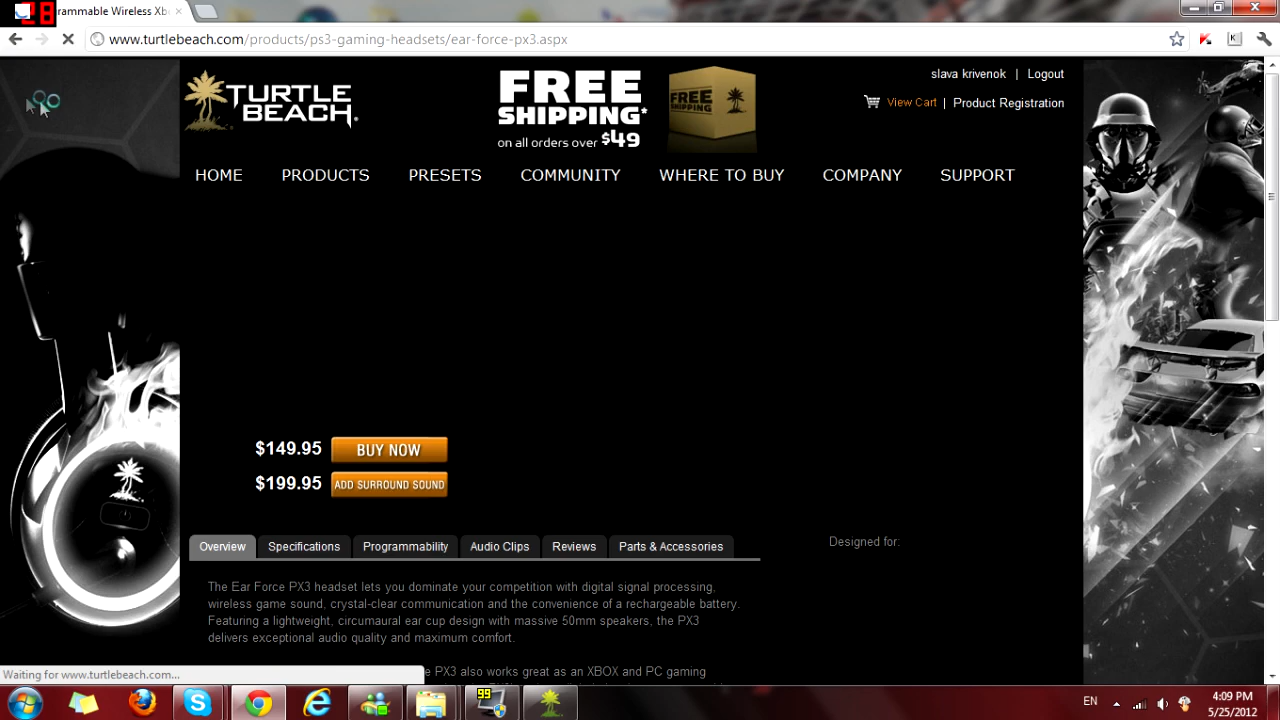 28
rammable Wireless Xb
www.turtlebeach.com/products/ps3-gaming-headsets/ear-force-px3.aspx
TURTLE
BEACH
FREE
SHIPPING*
on all orders over $49
FREE
SHIPPING
slava krivenok | Logout
View Cart | Product Registration
HOME PRODUCTS PRESETS COMMUNITY WHERE TO BUY COMPANY SUPPORT
$149.95 BUY NOW
$199.95 ADD SURROUND SOUND
Overview Specifications Programmability Audio Clips Reviews Parts & Accessories
Designed for:
The Ear Force PX3 headset lets you dominate your competition with digital signal processing,
wireless game sound, crystal-clear communication and the convenience of a rechargeable battery.
Featuring a lightweight, circumaural ear cup design with massive 50mm speakers, the PX3
delivers exceptional audio quality and maximum comfort.
PX3 also works great as an XBOX and PC gaming
Waiting for www.turtlebeach.com...
99
EN
4:09 PM
5/25/2012